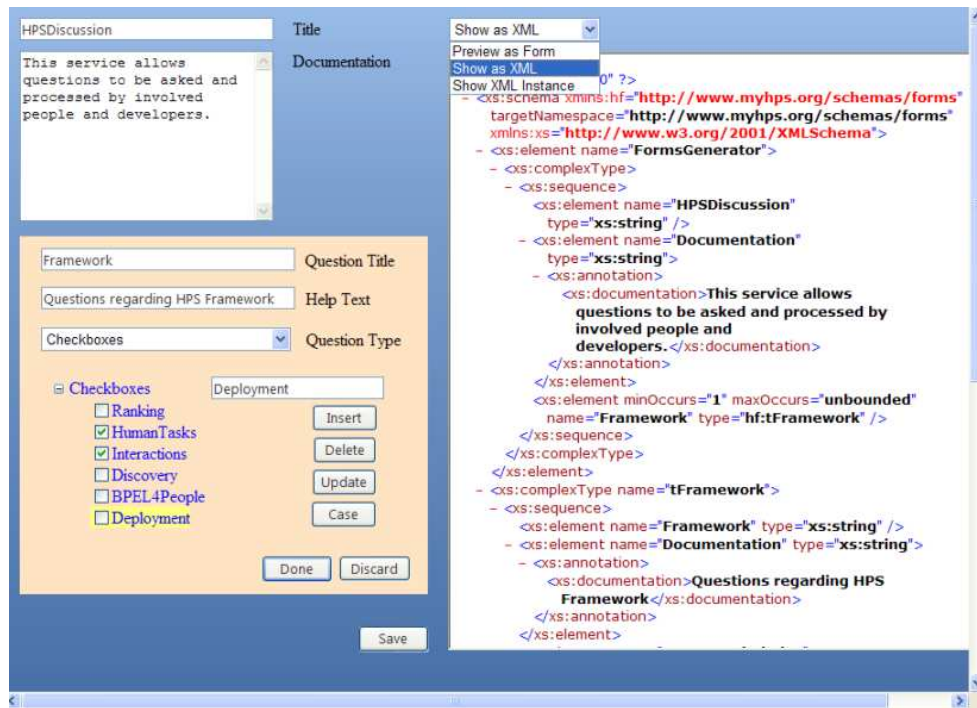 HPSDiscussion
Title
This service allows
questions to be asked and
processed by involved
people and developers.
Documentation
Framework
Question Title
Questions regarding HPS Framework
Help Text
Checkboxes
Question Type
Checkboxes
Deployment
Ranking
HumanTasks
Interactions
Discovery
BPEL4People
Deployment
Insert
Delete
Update
Case
Done
Discard
Save
Show as XML
Preview as Form
Show as XML
Show XML Instance
0" ?>
- <xs:schema xmlns:hf="http://www.myhps.org/schemas/forms"
targetNamespace="http://www.myhps.org/schemas/forms"
xmlns:xs="http://www.w3.org/2001/XMLSchema">
- <xs:element name="FormsGenerator">
- <xs:complexType>
- <xs:sequence>
<xs:element name="HPSDiscussion"
type="xs:string" />
- <xs:element name="Documentation"
type="xs:string">
- <xs:annotation>
<xs:documentation>This service allows
questions to be asked and processed by
involved people and
developers.</xs:documentation>
</xs:annotation>
</xs:element>
<xs:element minOccurs="1" maxOccurs="unbounded"
name="Framework" type="hf:tFramework" />
</xs:sequence>
</xs:complexType>
</xs:element>
- <xs:complexType name="tFramework">
- <xs:sequence>
<xs:element name="Framework" type="xs:string" />
- <xs:element name="Documentation" type="xs:string">
- <xs:annotation>
<xs:documentation>Questions regarding HPS
Framework</xs:documentation>
</xs:annotation>
</xs:element>